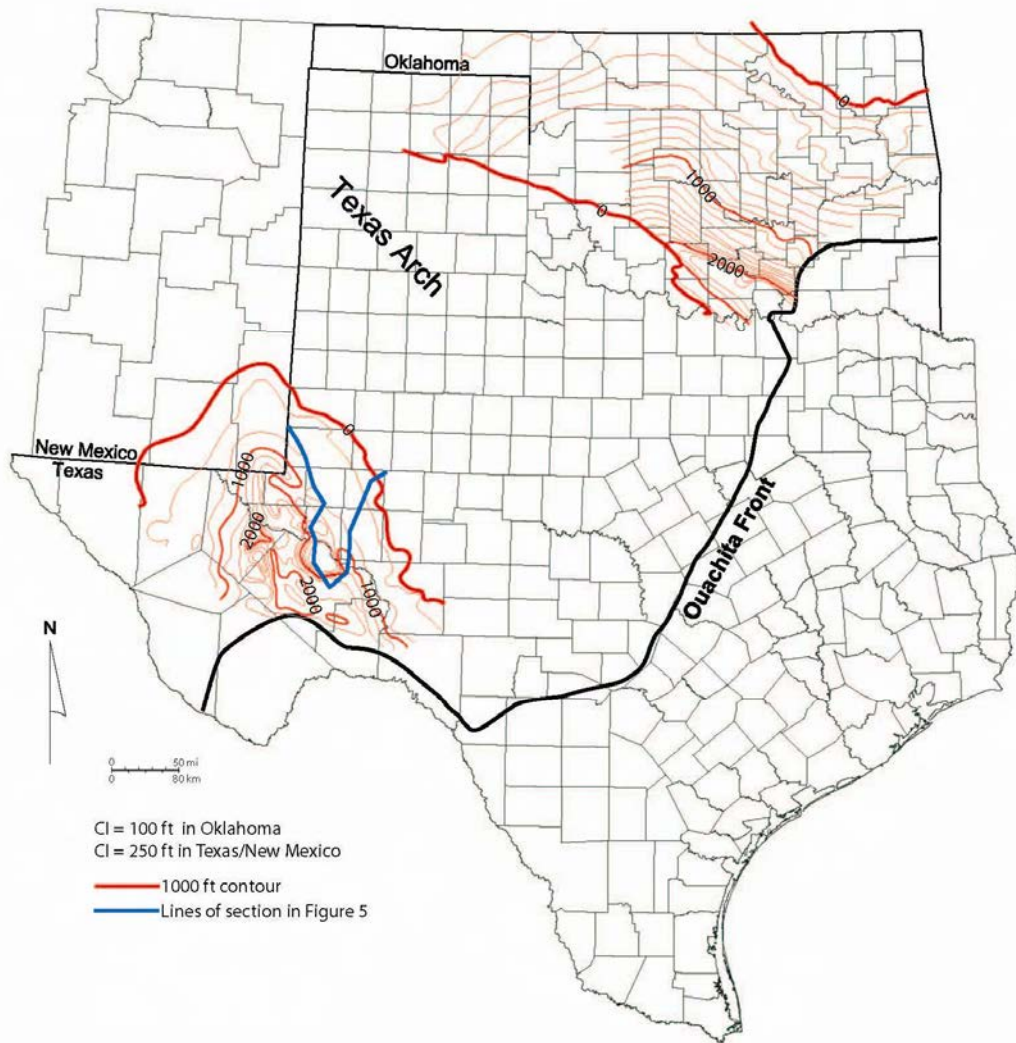 Oklahoma
0
1000
Texas Arch
0
2000
0
New Mexico
Texas
1000
2000
2000
1000
Ouachita Front
N
0 50 mi
0 80 km
CI = 100 ft in Oklahoma
CI = 250 ft in Texas/New Mexico
1000 ft contour
Lines of section in Figure 5